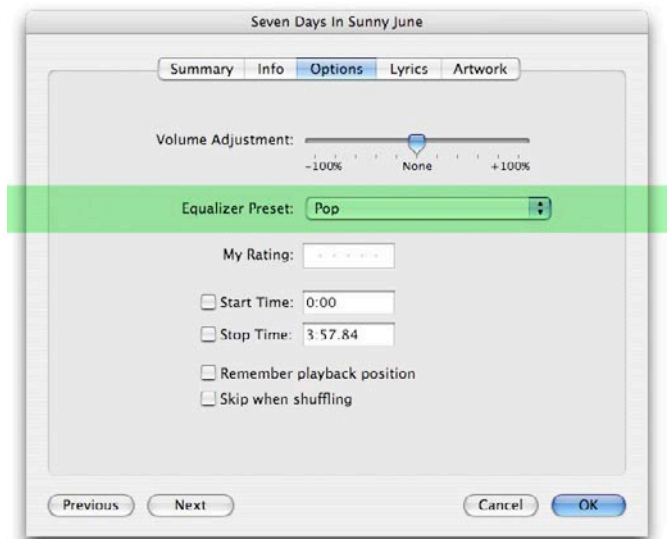 Seven Days In Sunny June
Summary Info Options Lyrics Artwork
Volume Adjustment:
-100% None +100%
Equalizer Preset: Pop
My Rating:
Start Time: 0:00
Stop Time: 3:57.84
Remember playback position
Skip when shuffling
Previous Next Cancel OK